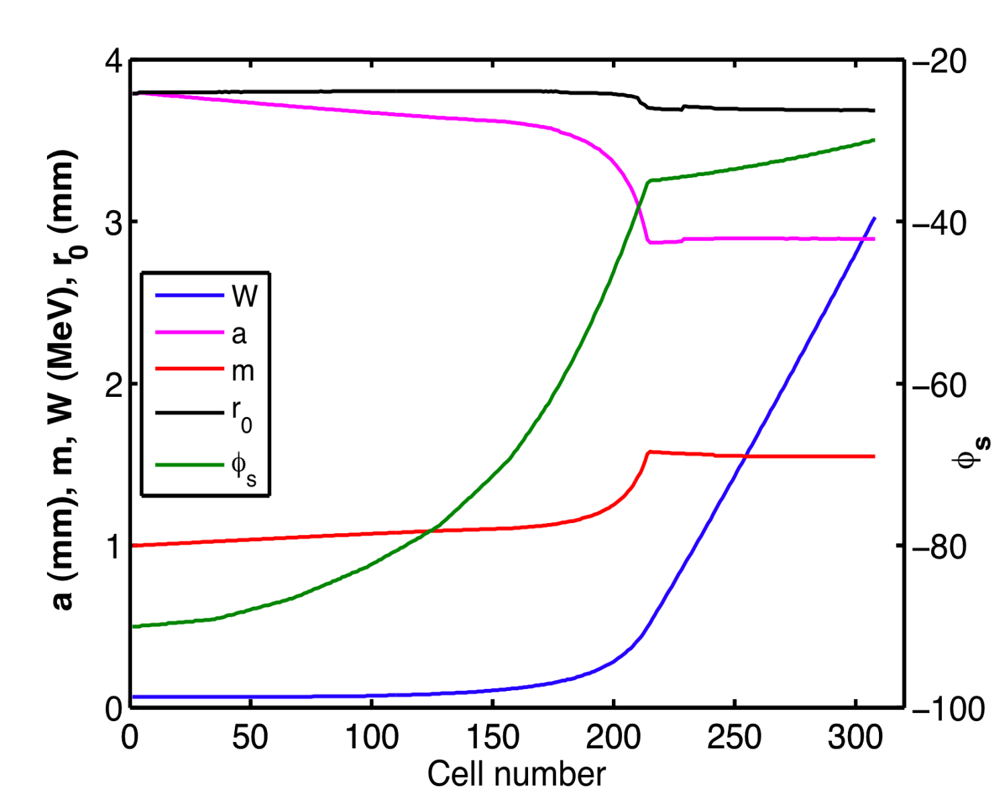 4
3
2
1
0
a (mm), m, W (MeV), r0 (mm)
W
a
m
r0
ϕs
–20
–40
–60
–80
–100
ϕs
0 50 100 150 200 250 300
Cell number